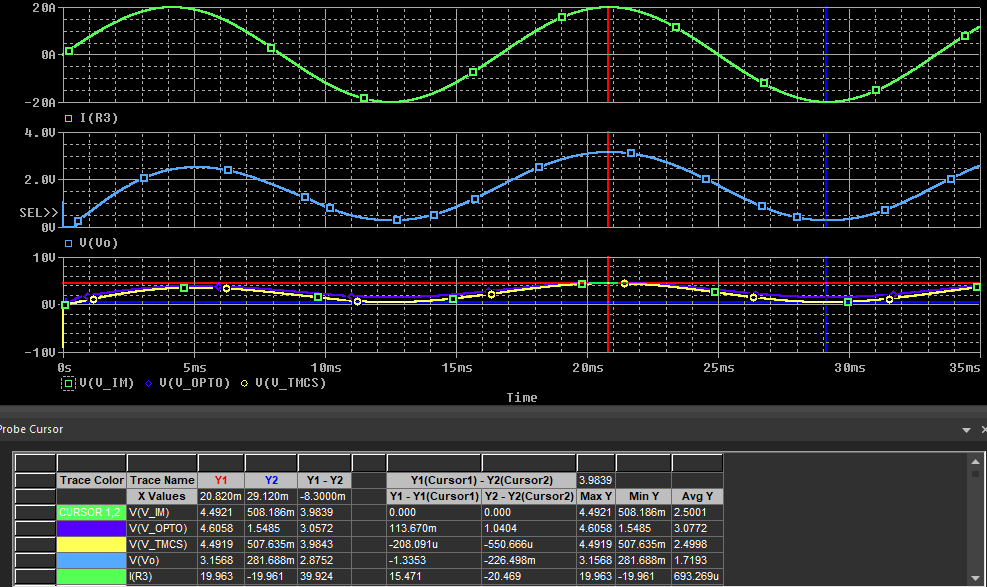 20A
0A
-20A
I(R3)
4.0V
2.0V
SEL>>
0V
V(Vo)
10V
0V
-10V
0s 5ms 10ms 15ms 20ms 25ms 30ms 35ms
V(V_IM) V(V_OPTO) V(V_TMCS)
Time
Probe Cursor
Trace Color Trace Name Y1 Y2 Y1 - Y2 Y1(Cursor1) - Y2(Cursor2) 3.9839
X Values 20.820m 29.120m -8.3000m Y1 - Y1(Cursor1) Y2 - Y2(Cursor2) Max Y Min Y Avg Y
CURSOR 1,2 V(V_IM) 4.4921 508.186m 3.9839 0.000 0.000 4.4921 508.186m 2.5001
V(V_OPTO) 4.6058 1.5485 3.0572 113.670m 1.0404 4.6058 1.5485 3.0772
V(V_TMCS) 4.4919 507.635m 3.9843 -208.091u -550.666u 4.4919 507.635m 2.4998
V(Vo) 3.1568 281.688m 2.8752 -1.3353 -226.498m 3.1568 281.688m 1.7193
I(R3) 19.963 -19.961 39.924 15.471 -20.469 19.963 -19.961 693.269u